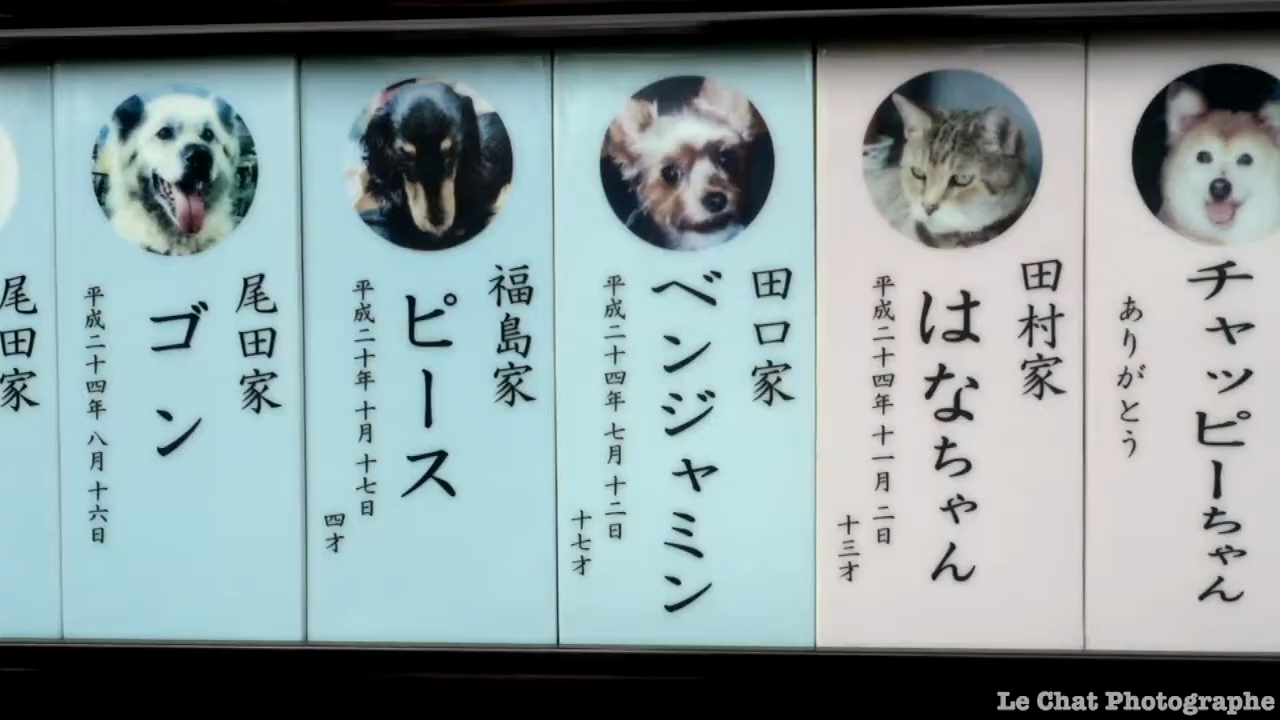 尾田家
尾田家
ゴン
平成二十四年 八月 十六日
福島家
ピース
平成二十年 十月 十七日
四才
田口家
ベンジャミン
平成二十四年 七月 十二日
十七才
田村家
はなちゃん
平成二十四年 十一月 二日
十三才
チャッピーちゃん
ありがとう
Le Chat Photographe